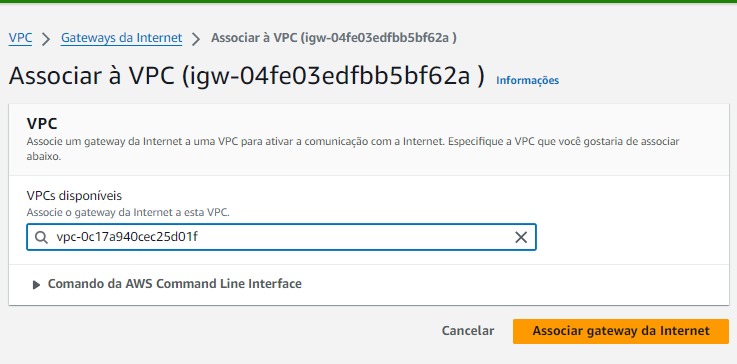 VPC > Gateways da Internet > Associar à VPC (igw-04fe03edfbb5bf62a )
Associar à VPC (igw-04fe03edfbb5bf62a ) Informações
VPC
Associe um gateway da Internet a uma VPC para ativar a comunicação com a Internet. Especifique a VPC que você gostaria de associar
abaixo.
VPCs disponíveis
Associe o gateway da Internet a esta VPC.
vpc-0c17a940cec25d01f
Comando da AWS Command Line Interface
Cancelar Associar gateway da Internet